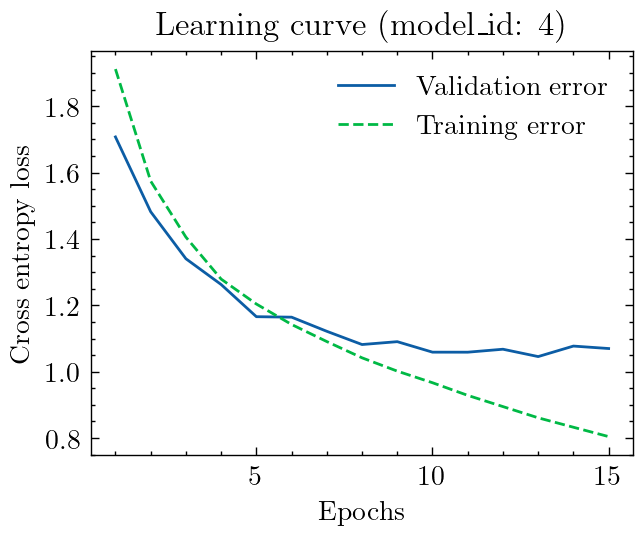 Learning curve (model_id: 4)
Validation error
Training error
Cross entropy loss
1.8
1.6
1.4
1.2
1.0
0.8
5
10
15
Epochs